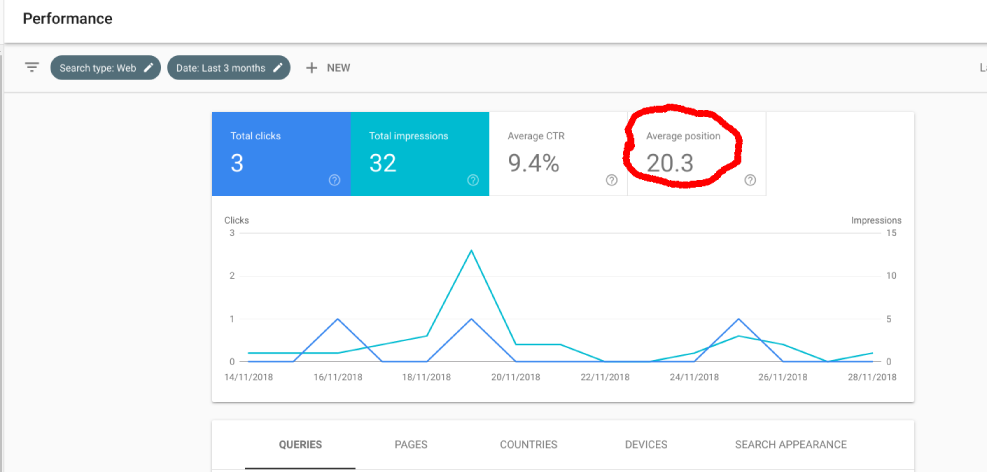 Performance
Search type: Web Date: Last 3 months + NEW
Total clicks Total impressions Average CTR Average position
3 32 9.4% 20.3
Clicks Impressions
3 15
2 10
1 5
0 0
14/11/2018 16/11/2018 18/11/2018 20/11/2018 22/11/2018 24/11/2018 26/11/2018 28/11/2018
QUERIES PAGES COUNTRIES DEVICES SEARCH APPEARANCE